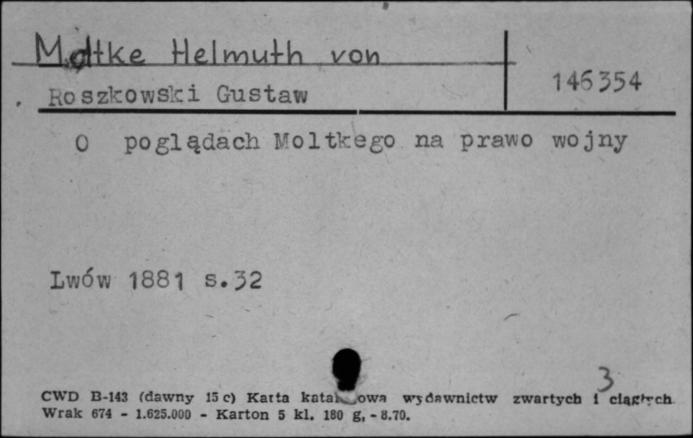 Moltke Helmuth von
146354
Roszkowski Gustaw
O poglądach Moltkego na prawo wojny
Lwów 1881 s.32
3
CWD B-143 (dawny 15 c) Karta wydawnictw zwartych i ciągłych
Wrak 674 - 1.625.000 - Karton 5 kl. 180 g, - 8.70.